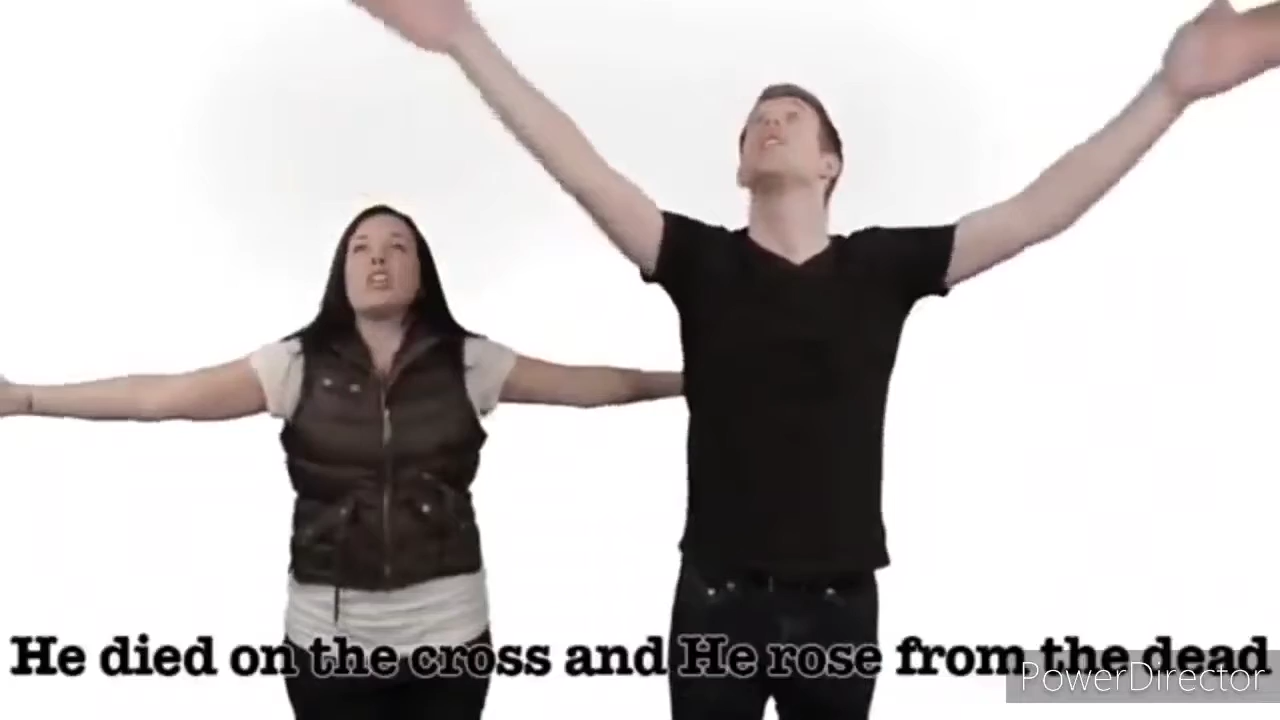 He died on the cross and He rose from the dead
PowerDirector